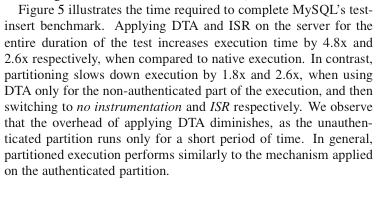 Figure 5 illustrates the time required to complete MySQL's test-
insert benchmark. Applying DTA and ISR on the server for the
entire duration of the test increases execution time by 4.8x and
2.6x respectively, when compared to native execution. In contrast,
partitioning slows down execution by 1.8x and 2.6x, when using
DTA only for the non-authenticated part of the execution, and then
switching to no instrumentation and ISR respectively. We observe
that the overhead of applying DTA diminishes, as the unauthen-
ticated partition runs only for a short period of time. In general,
partitioned execution performs similarly to the mechanism applied
on the authenticated partition.